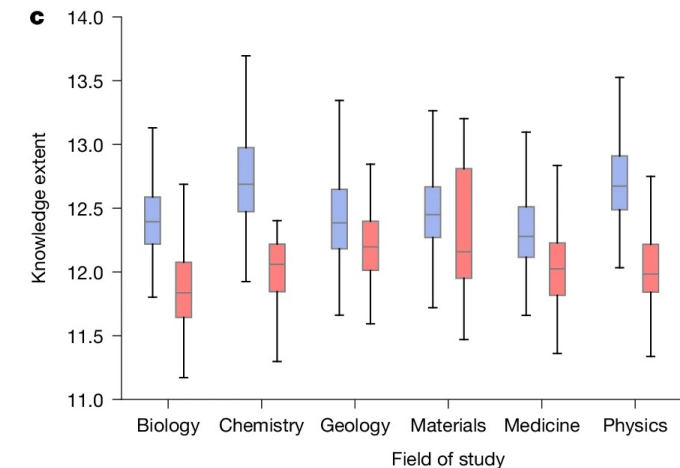 c
14.0
13.5
13.0
12.5
12.0
11.5
11.0
Knowledge extent
Biology Chemistry Geology Materials Medicine Physics
Field of study